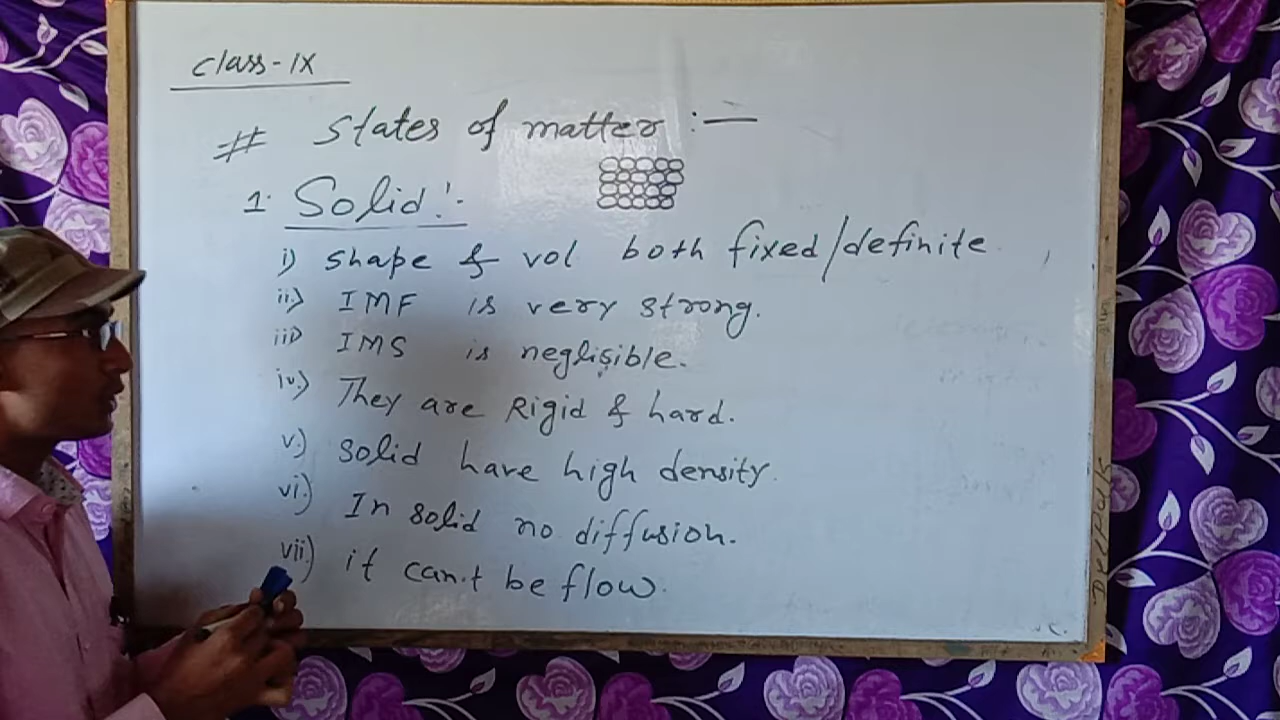 class-IX
# States of matter :—
1. Solid:-
i) shape & vol both fixed/definite
ii) IMF is very strong.
iii) IMS is negligible.
iv.) They are Rigid & hard.
v.) solid have high density.
vi.) In solid no diffusion.
vii.) it can't be flow.